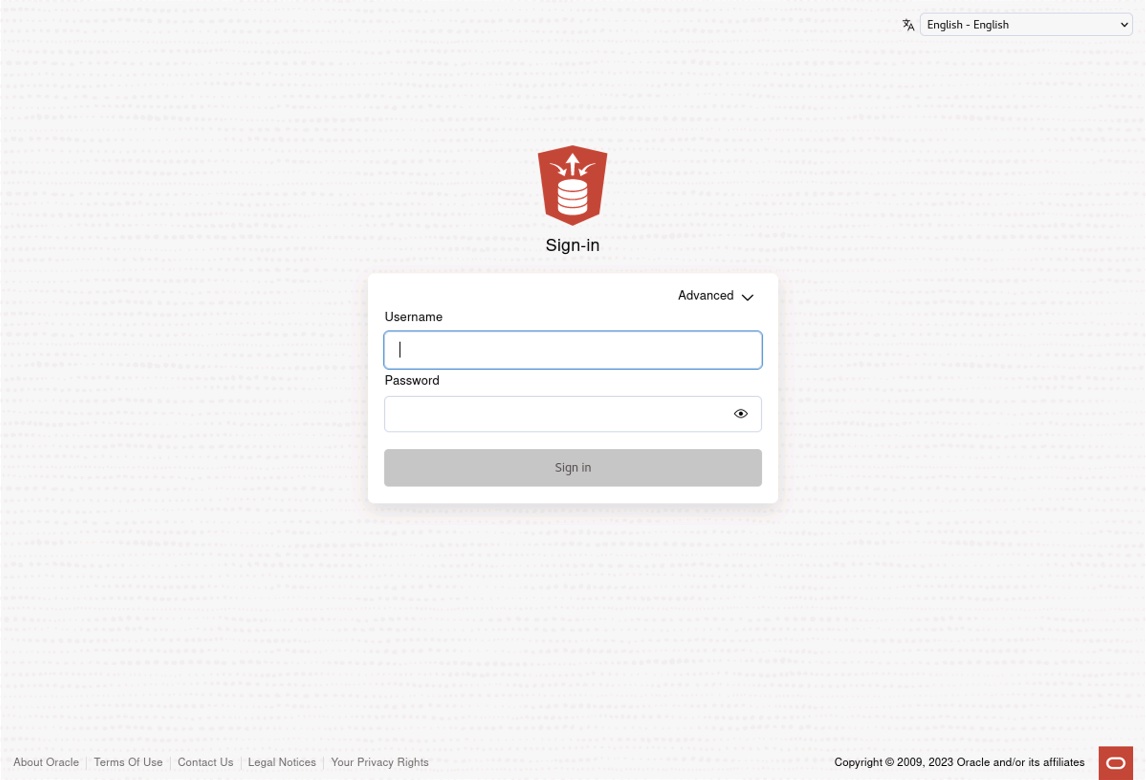 English - English
Sign-in
Advanced
Username
Password
Sign in
About Oracle Terms Of Use Contact Us Legal Notices Your Privacy Rights Copyright © 2009, 2023 Oracle and/or its affiliates